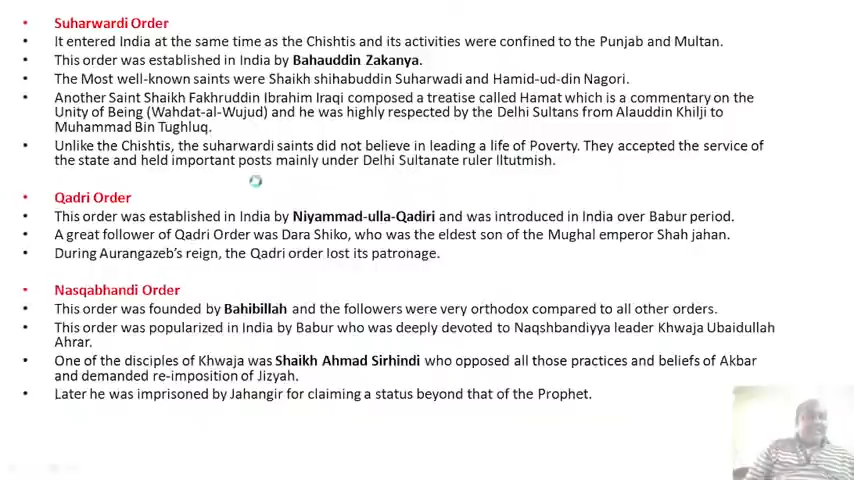 Suharwardi Order
It entered India at the same time as the Chishtis and its activities were confined to the Punjab and Multan.
This order was established in India by Bahauddin Zakanya.
The Most well-known saints were Shaikh shihabuddin Suharwadi and Hamid-ud-din Nagori.
Another Saint Shaikh Fakhruddin Ibrahim Iraqi composed a treatise called Hamat which is a commentary on the
Unity of Being (Wahdat-al-Wujud) and he was highly respected by the Delhi Sultans from Alauddin Khilji to
Muhammad Bin Tughluq.
Unlike the Chishtis, the suharwardi saints did not believe in leading a life of Poverty. They accepted the service of
the state and held important posts mainly under Delhi Sultanate ruler Iltutmish.
Qadri Order
This order was established in India by Niyammad-ulla-Qadiri and was introduced in India over Babur period.
A great follower of Qadri Order was Dara Shiko, who was the eldest son of the Mughal emperor Shah jahan.
During Aurangazeb's reign, the Qadri order lost its patronage.
Nasqabhandi Order
This order was founded by Bahibillah and the followers were very orthodox compared to all other orders.
This order was popularized in India by Babur who was deeply devoted to Naqshbandiyya leader Khwaja Ubaidullah
Ahrar.
One of the disciples of Khwaja was Shaikh Ahmad Sirhindi who opposed all those practices and beliefs of Akbar
and demanded re-imposition of Jizyah.
Later he was imprisoned by Jahangir for claiming a status beyond that of the Prophet.